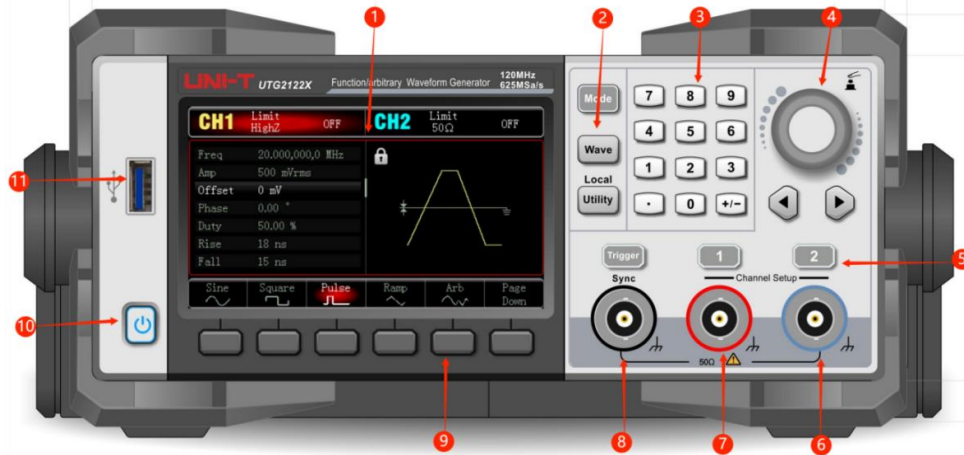 1
2
3
4
UNI-T UTG2122X Function/arbitrary Waveform Generator 120MHz
625MSa/s
CH1 Limit
HighZ OFF CH2 Limit
50Ω OFF
Freq 20.000,000,0 MHz
Amp 500 mVrms
Offset 0 mV
Phase 0.00 °
Duty 50.00 %
Rise 18 ns
Fall 15 ns
Sine Square Pulse Ramp Arb Page
Down
Mode
Wave
Local
Utility
7 8 9
4 5 6
1 2 3
. 0 +/−
Trigger 1 2
Sync Channel Setup
50Ω
5
11
10
9
8
7
6